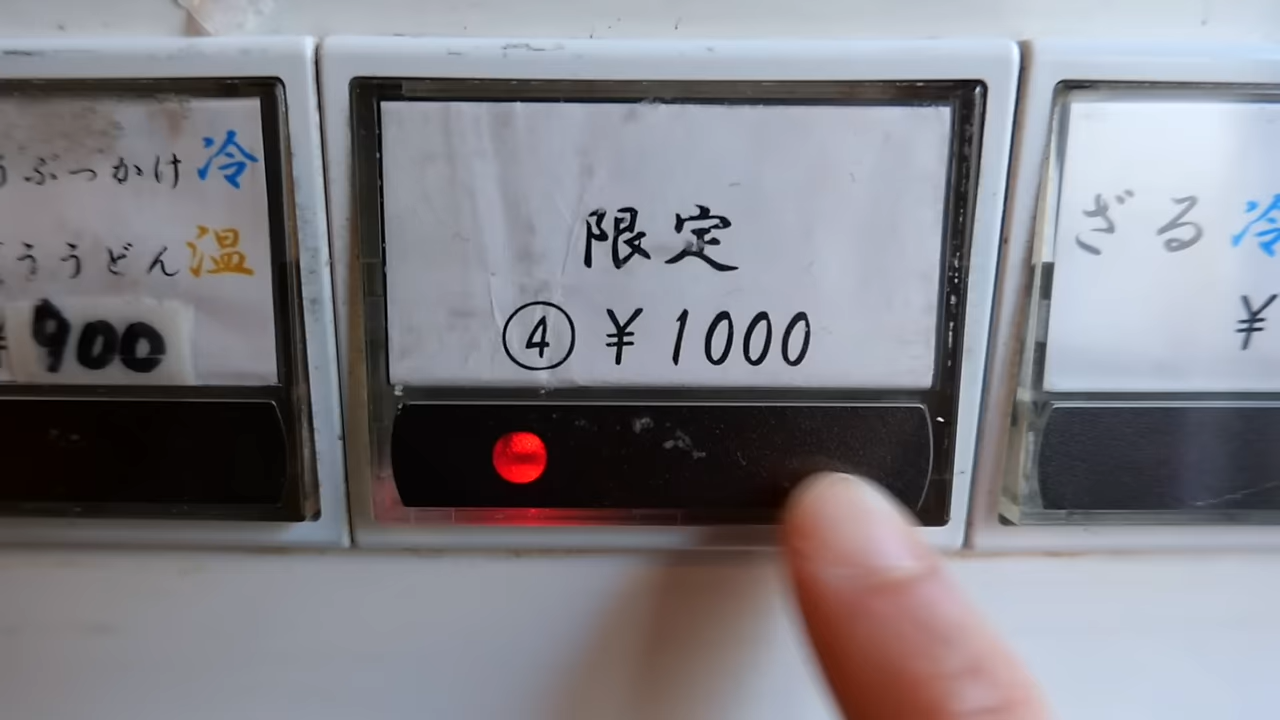 ぶっかけ 冷
うどん 温
900
限定
④ ¥1000
ざる 冷
¥